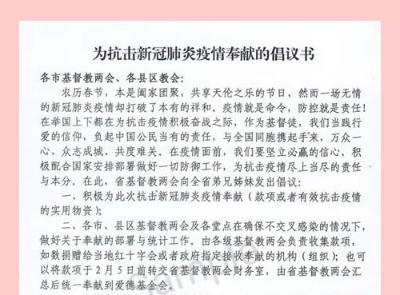 为抗击新冠肺炎疫情奉献的倡议书
各市基督教两会、各县区教会：
农历春节，本是阖家团聚，共享天伦之乐的节日，然而一场无情
的新冠肺炎疫情却打破了本有的祥和。疫情就是命令，防控就是责任！
在举国上下都在为抗击疫情积极奋战之际，作为基督徒，我们当践行
爱的信仰，负起中国公民当有的责任，与全国同胞携起手来，万众一
心、众志成城、共度难关。在疫情面前，我们要坚立必赢的信心，积
极配合国家安排部署做好一切防御工作，为抗击疫情尽上当尽的责任
与本分。在此，省基督教两会向全省弟兄姊妹发出倡议：
一、积极为此次抗击新冠肺炎奉献（款项或者有效抗击疫情
的实用物资）；
二、各市、县区基督教两会及各堂点在确保不交叉感染的情况下，
做好关于奉献的部署与统计工作。由各级基督教两会负责收集款项，
如数捐赠给当地红十字会或者政府指定接收奉献的机构（组织）；也可
以将款项于2月5日前转交省基督教两会财务室，由省基督教两会汇
总后统一奉献到爱德基金会。